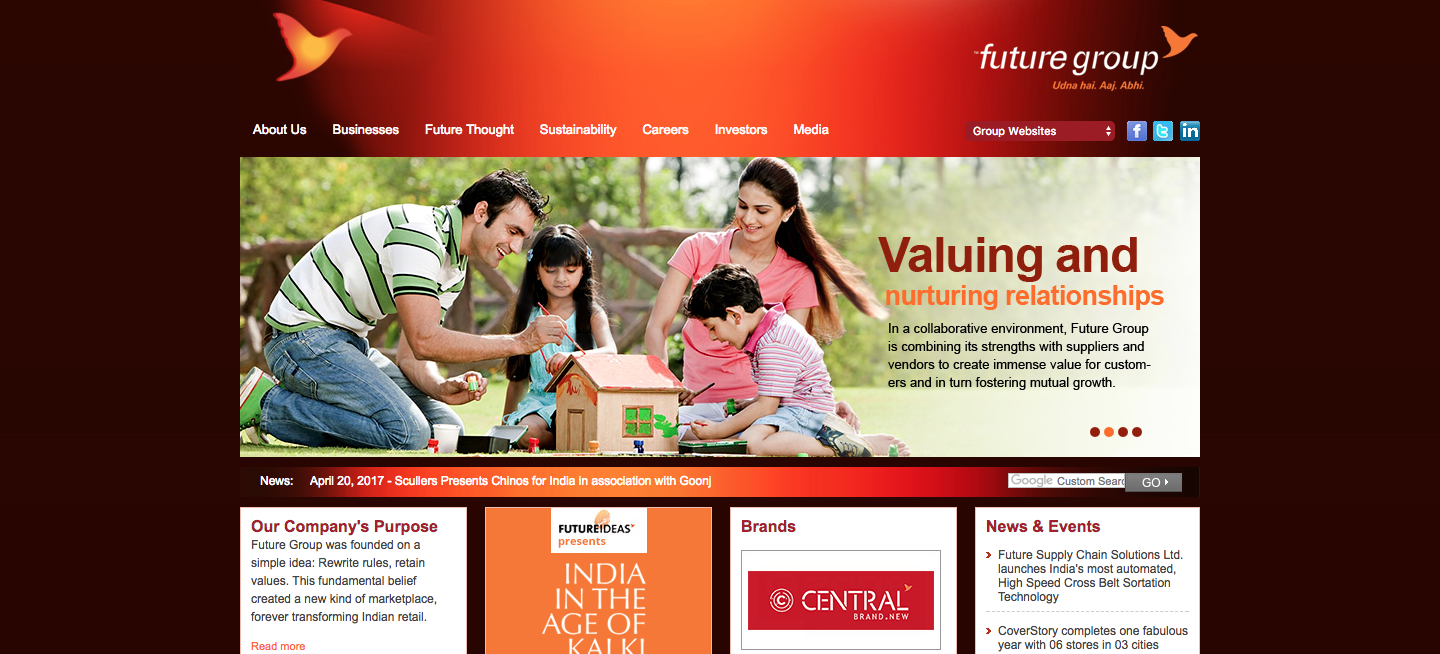 future group
Udna hai. Aaj. Abhi.
About Us
Businesses
Future Thought
Sustainability
Careers
Investors
Media
Group Websites
Valuing and
nurturing relationships
In a collaborative environment, Future Group
is combining its strengths with suppliers and
vendors to create immense value for custom-
ers and in turn fostering mutual growth.
News: April 20, 2017 - Scullers Presents Chinos for India in association with Goonj
Google Custom Searc
GO
Our Company's Purpose
Future Group was founded on a
simple idea: Rewrite rules, retain
values. This fundamental belief
created a new kind of marketplace,
forever transforming Indian retail.
Read more
FUTUREIDEAS
presents
INDIA
IN THE
AGE OF
KALKI
Brands
© CENTRAL
BRAND.NEW
News & Events
Future Supply Chain Solutions Ltd.
launches India's most automated,
High Speed Cross Belt Sortation
Technology
CoverStory completes one fabulous
year with 06 stores in 03 cities